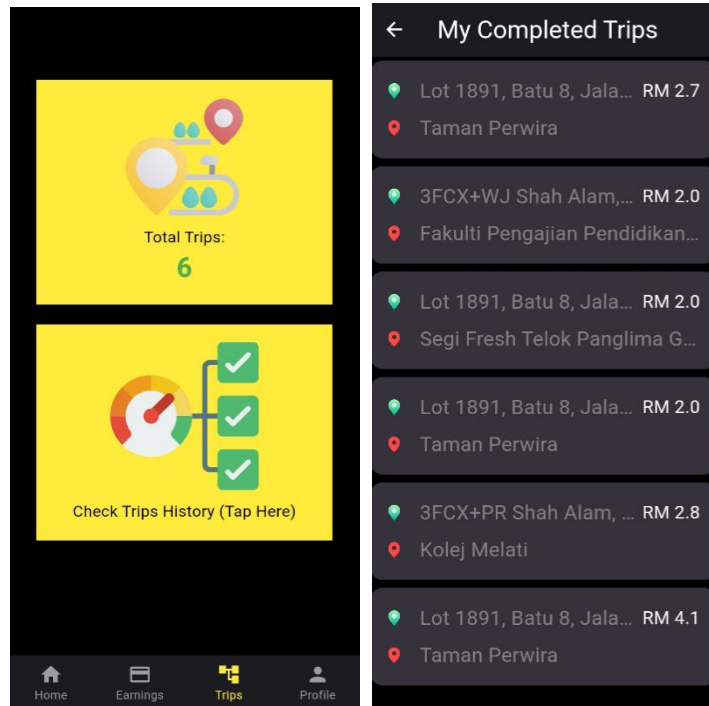 Total Trips:
6
Check Trips History (Tap Here)
Home Earnings Trips Profile
My Completed Trips
Lot 1891, Batu 8, Jala... RM 2.7
Taman Perwira
3FCX+WJ Shah Alam,... RM 2.0
Fakulti Pengajian Pendidikan...
Lot 1891, Batu 8, Jala... RM 2.0
Segi Fresh Telok Panglima G...
Lot 1891, Batu 8, Jala... RM 2.0
Taman Perwira
3FCX+PR Shah Alam, ... RM 2.8
Kolej Melati
Lot 1891, Batu 8, Jala... RM 4.1
Taman Perwira